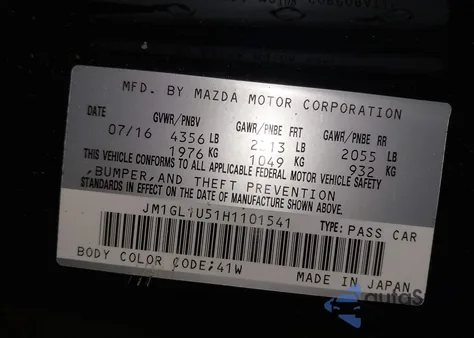 MFD. BY MAZDA MOTOR CORPORATION
DATE GVWR/PNBV GAWR/PNBE FRT GAWR/PNBE RR
07/16 4356 LB 2313 LB 2055 LB
1976 KG 1049 KG 932 KG
THIS VEHICLE CONFORMS TO ALL APPLICABLE FEDERAL MOTOR VEHICLE SAFETY
,BUMPER,AND THEFT PREVENTION
STANDARDS IN EFFECT ON THE DATE OF MANUFACTURE SHOWN ABOVE.
JM1GL1U51H1101541 TYPE: PASS CAR
BODY COLOR CODE;41W MADE IN JAPAN